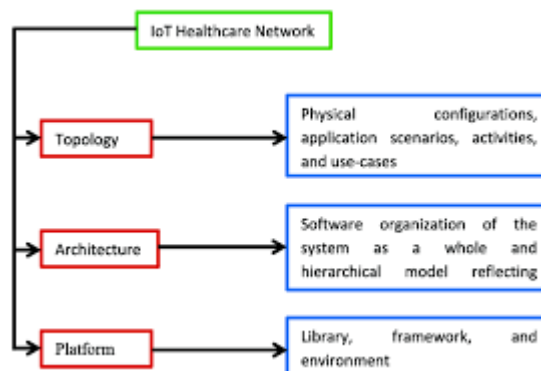 IoT Healthcare Network
Topology
Physical configurations,
application scenarios, activities,
and use-cases
Architecture
Software organization of the
system as a whole and
hierarchical model reflecting
Platform
Library, framework, and
environment